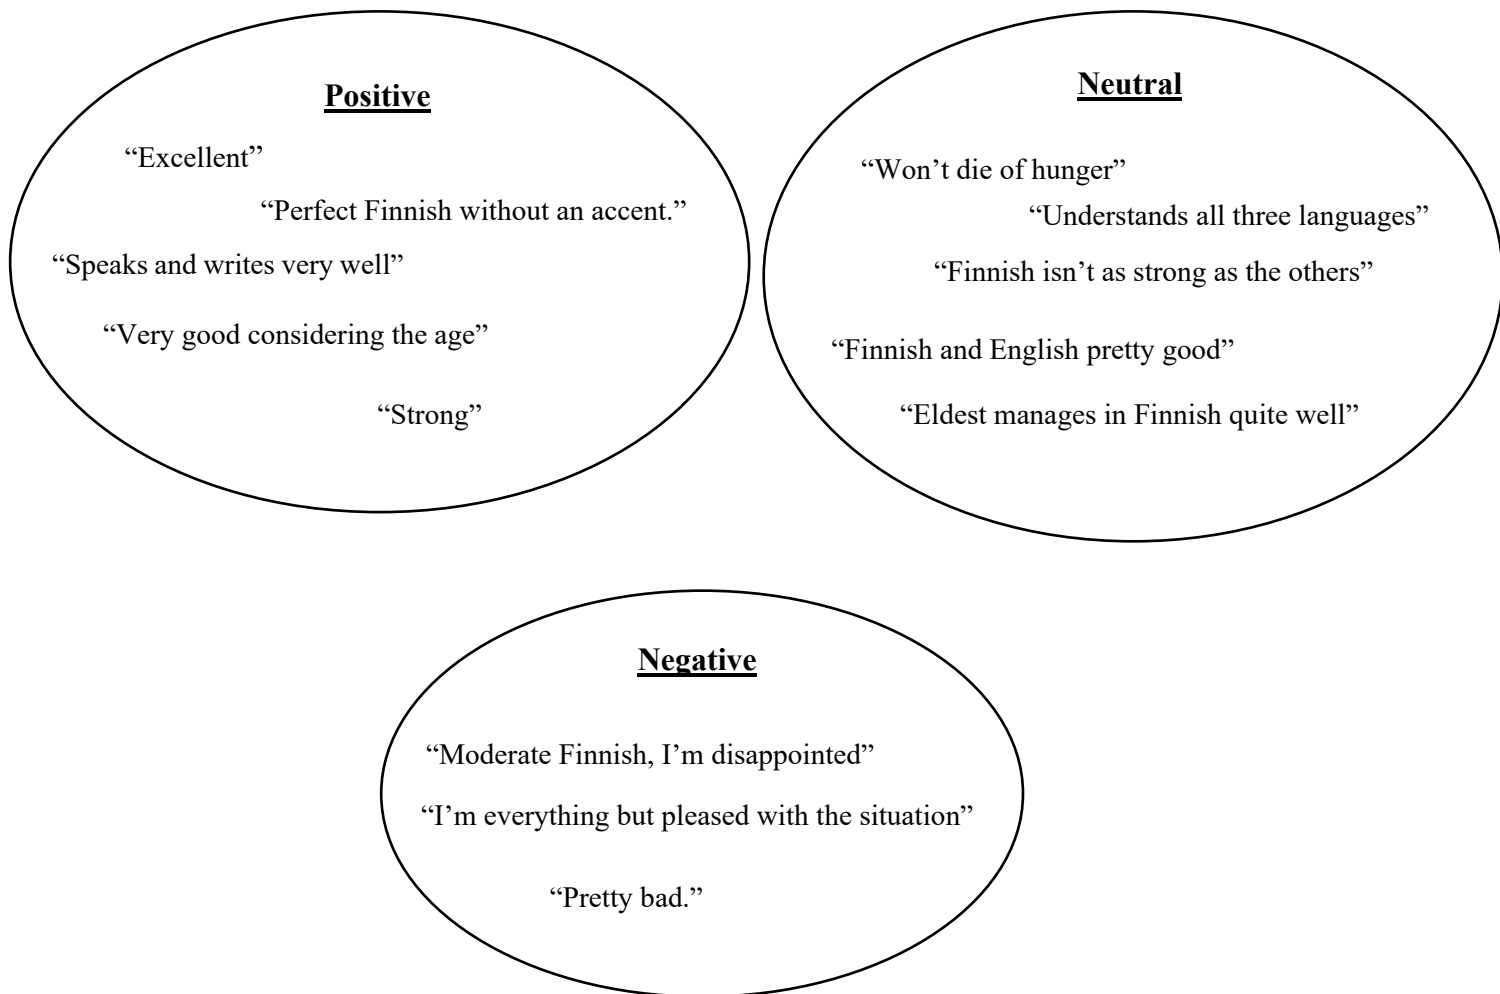 Positive
“Excellent”
“Perfect Finnish without an accent.”
“Speaks and writes very well”
“Very good considering the age”
“Strong”
Neutral
“Won’t die of hunger”
“Understands all three languages”
“Finnish isn’t as strong as the others”
“Finnish and English pretty good”
“Eldest manages in Finnish quite well”
Negative
“Moderate Finnish, I’m disappointed”
“I’m everything but pleased with the situation”
“Pretty bad.”